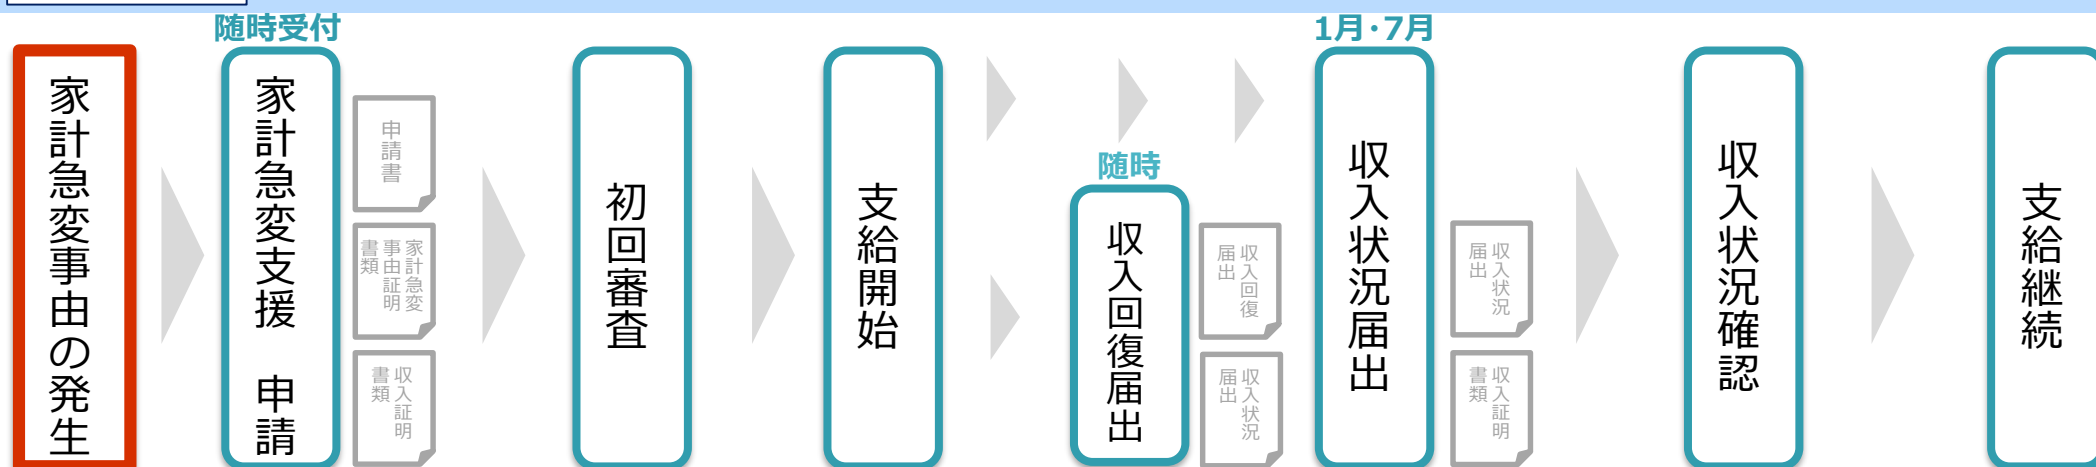 家計急変事由の発生
随時受付
家計急変支援　申請
申請書
家計急変
事由証明
書類
収入証明
書類
初回審査
支給開始
随時
収入回復届出
収入回復
届出
収入状況
届出
1月･7月
収入状況届出
収入状況
届出
収入証明
書類
収入状況確認
支給継続